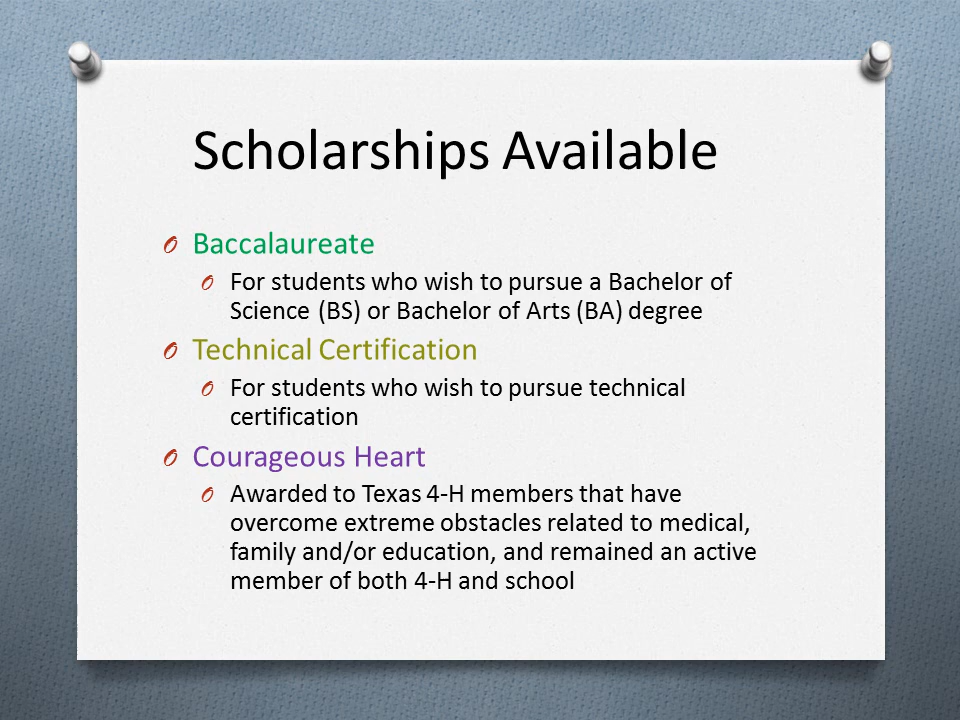 Scholarships Available
Baccalaureate
For students who wish to pursue a Bachelor of
Science (BS) or Bachelor of Arts (BA) degree
Technical Certification
For students who wish to pursue technical
certification
Courageous Heart
Awarded to Texas 4-H members that have
overcome extreme obstacles related to medical,
family and/or education, and remained an active
member of both 4-H and school